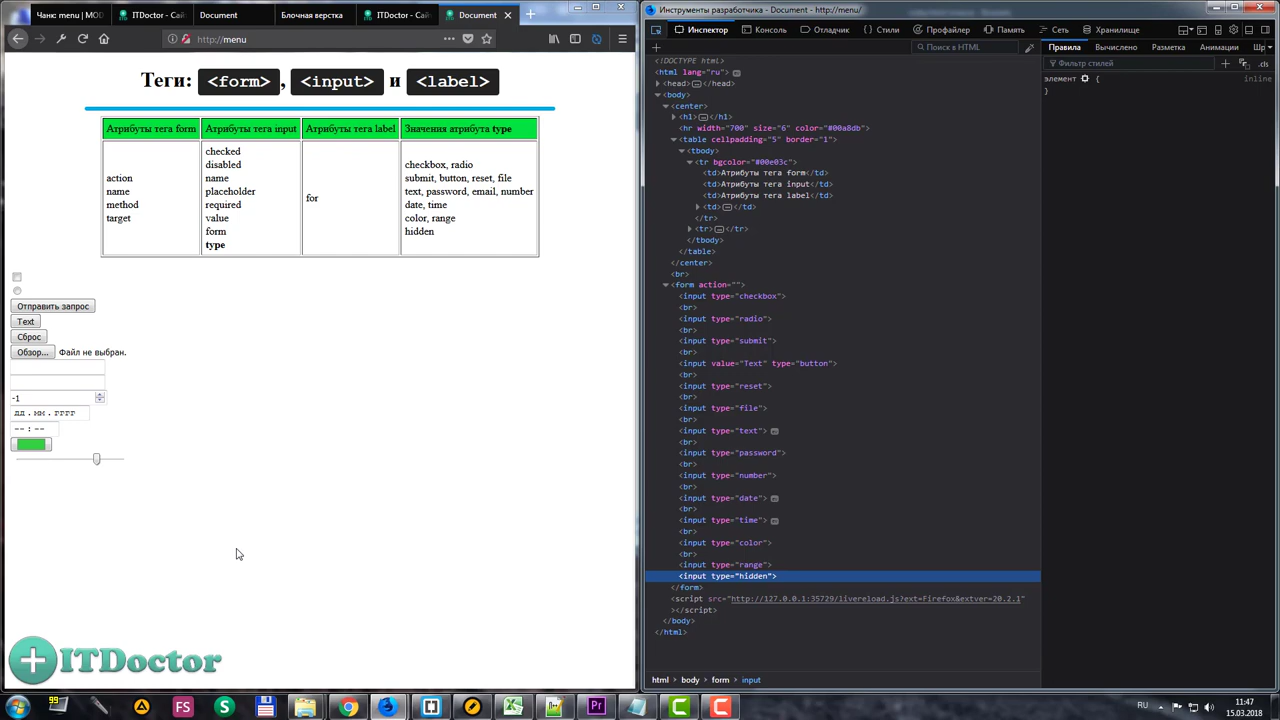 Чанк: menu | MOD
ITDoctor - Сай
Document
Блочная верстка
ITDoctor - Сай
Document
http://menu
Теги: <form>, <input> и <label>
Атрибуты тега form Атрибуты тега input Атрибуты тега label Значения атрибута type
action
name
method
target
checked
disabled
name
placeholder
required
value
form
type
for
checkbox, radio
submit, button, reset, file
text, password, email, number
date, time
color, range
hidden
Отправить запрос
Text
Сброс
Обзор... Файл не выбран.
-1
дд . мм . гггг
-- : --
ITDoctor
Инструменты разработчика - Document - http://menu/
Инспектор Консоль Отладчик Стили Профайлер Память Сеть Хранилище
Поиск в HTML
<!DOCTYPE html>
<html lang="ru">
<head></head>
<body>
<center>
<h1></h1>
<hr width="700" size="6" color="#00a8db">
<table cellpadding="5" border="1">
<tbody>
<tr bgcolor="#00e03c">
<td>Атрибуты тега form</td>
<td>Атрибуты тега input</td>
<td>Атрибуты тега label</td>
<td></td>
</tr>
<tr></tr>
</tbody>
</table>
</center>
<br>
<form action="">
<input type="checkbox">
<br>
<input type="radio">
<br>
<input type="submit">
<br>
<input value="Text" type="button">
<br>
<input type="reset">
<br>
<input type="file">
<br>
<input type="text">
<br>
<input type="password">
<br>
<input type="number">
<br>
<input type="date">
<br>
<input type="time">
<br>
<input type="color">
<br>
<input type="range">
<input type="hidden">
</form>
<script src="http://127.0.0.1:35729/livereload.js?ext=Firefox&extver=20.2.1"
></script>
</body>
</html>
html body form input
Правила Вычислено Разметка Анимации Шр
Фильтр стилей
.cls
элемент { inline
}
99
FS
S
Pr
RU
11:47
15.03.2018